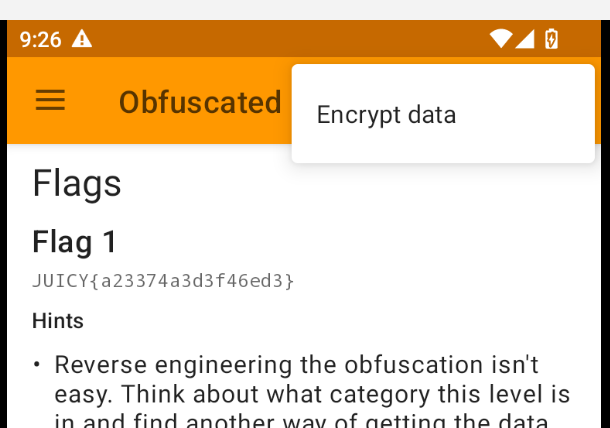 9:26
Obfuscated
Encrypt data
Flags
Flag 1
JUICY{a23374a3d3f46ed3}
Hints
• Reverse engineering the obfuscation isn't
easy. Think about what category this level is
in and find another way of getting the data